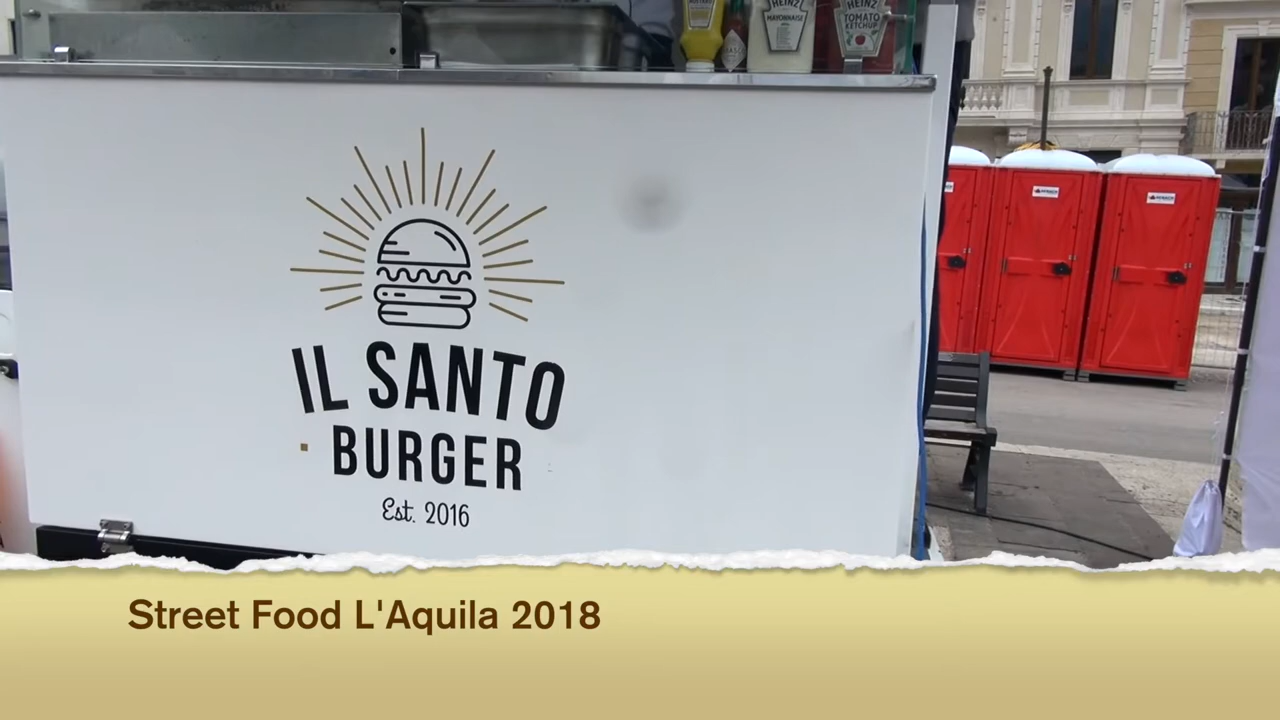 HEINZ
MAYONNAISE
HEINZ
TOMATO
KETCHUP
IL SANTO
BURGER
Est. 2016
Street Food L'Aquila 2018